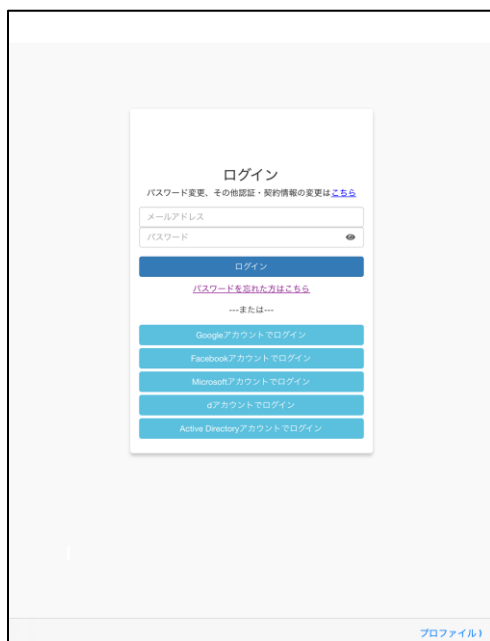 ログイン
パスワード変更、その他認証・契約情報の変更はこちら
メールアドレス
パスワード
ログイン
パスワードを忘れた方はこちら
---または---
Googleアカウントでログイン
Facebookアカウントでログイン
Microsoftアカウントでログイン
dアカウントでログイン
Active Directoryアカウントでログイン
プロファイル 〉